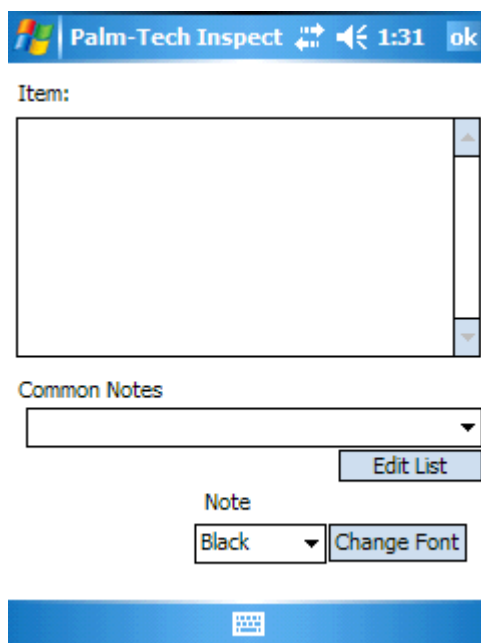 Palm-Tech Inspect 1:31 ok
Item:
Common Notes
Edit List
Note
Black Change Font